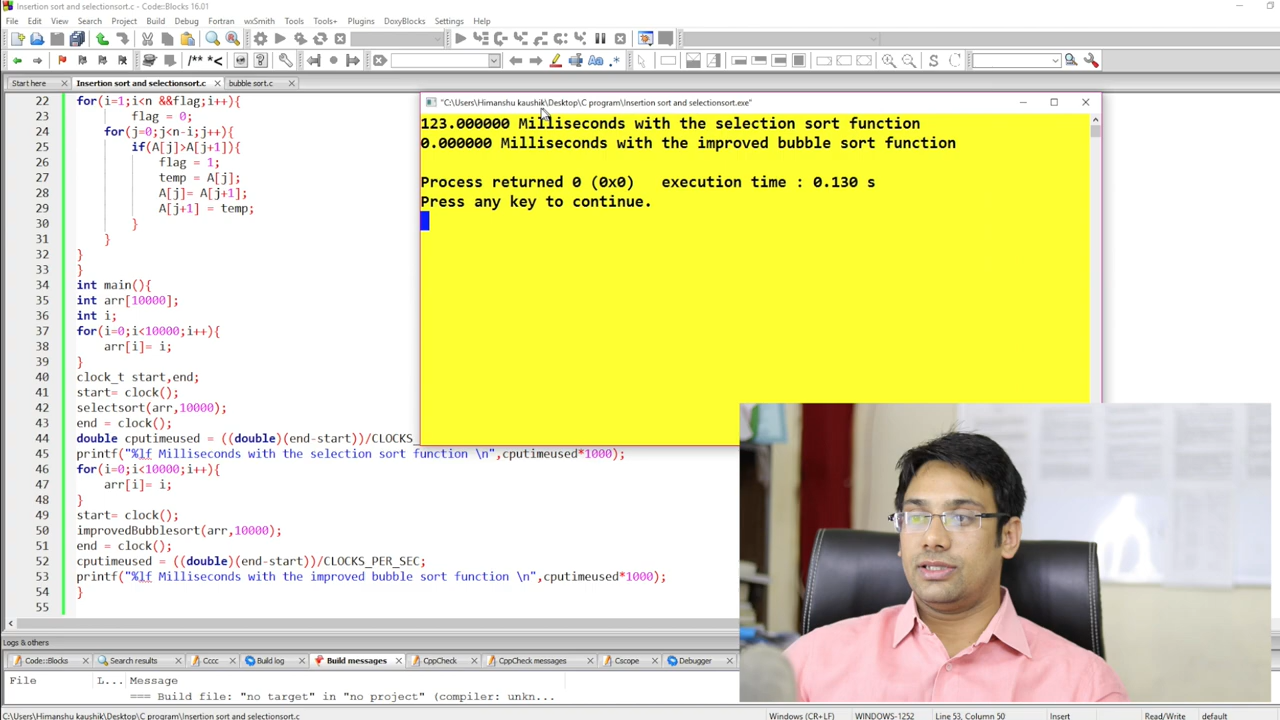 Insertion sort and selectionsort.c - Code::Blocks 16.01
File Edit View Search Project Build Debug Fortran wxSmith Tools Tools+ Plugins DoxyBlocks Settings Help
/** *<
Start here Insertion sort and selectionsort.c bubble sort.c
22 for(i=1;i<n &&flag;i++){
23 flag = 0;
24 for(j=0;j<n-i;j++){
25 if(A[j]>A[j+1]){
26 flag = 1;
27 temp = A[j];
28 A[j]= A[j+1];
29 A[j+1] = temp;
30 }
31 }
32 }
33 }
34 int main(){
35 int arr[10000];
36 int i;
37 for(i=0;i<10000;i++){
38 arr[i]= i;
39 }
40 clock_t start,end;
41 start= clock();
42 selectsort(arr,10000);
43 end = clock();
44 double cputimeused = ((double)(end-start))/CLOCKS_
45 printf("%lf Milliseconds with the selection sort function \n",cputimeused*1000);
46 for(i=0;i<10000;i++){
47 arr[i]= i;
48 }
49 start= clock();
50 improvedBubblesort(arr,10000);
51 end = clock();
52 cputimeused = ((double)(end-start))/CLOCKS_PER_SEC;
53 printf("%lf Milliseconds with the improved bubble sort function \n",cputimeused*1000);
54 }
55
"C:\Users\Himanshu kaushik\Desktop\C program\Insertion sort and selectionsort.exe"
123.000000 Milliseconds with the selection sort function
0.000000 Milliseconds with the improved bubble sort function
Process returned 0 (0x0) execution time : 0.130 s
Press any key to continue.
Logs & others
Code::Blocks Search results Cccc Build log Build messages CppCheck CppCheck messages Cscope Debugger
File L... Message
=== Build file: "no target" in "no project" (compiler: unkn...
C:\Users\Himanshu kaushik\Desktop\C program\Insertion sort and selectionsort.c Windows (CR+LF) WINDOWS-1252 Line 53, Column 50 Insert Read/Write default